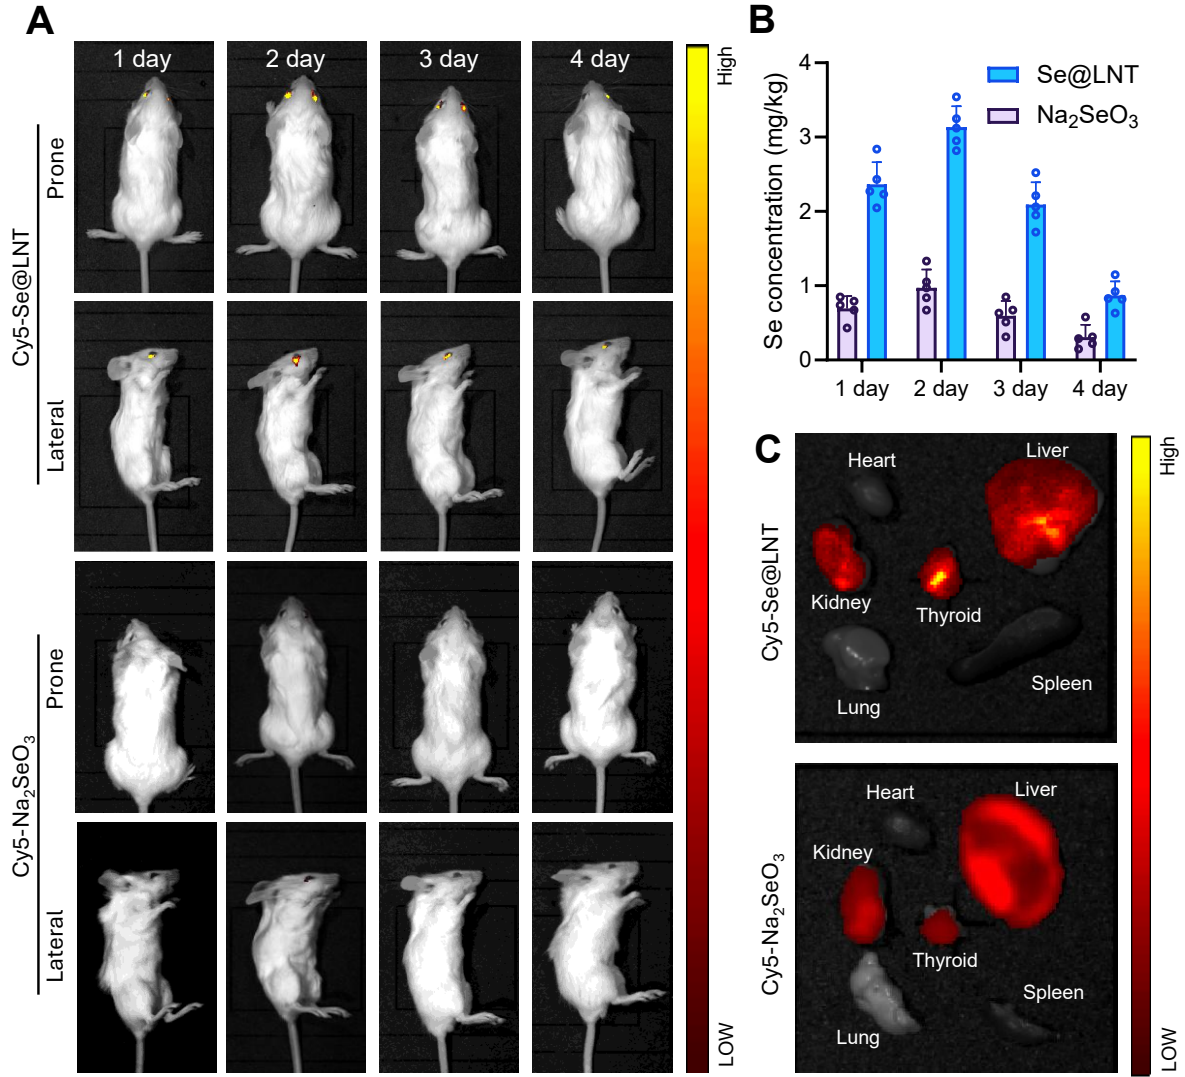 A
1 day
2 day
3 day
4 day
High
LOW
Cy5-Se@LNT
Prone
Lateral
Cy5-Na₂SeO₃
Prone
Lateral
B
Se concentration (mg/kg)
4
3
2
1
0
Se@LNT
Na₂SeO₃
1 day
2 day
3 day
4 day
C
High
LOW
Cy5-Se@LNT
Heart
Liver
Kidney
Thyroid
Lung
Spleen
Cy5-Na₂SeO₃
Heart
Liver
Kidney
Thyroid
Lung
Spleen